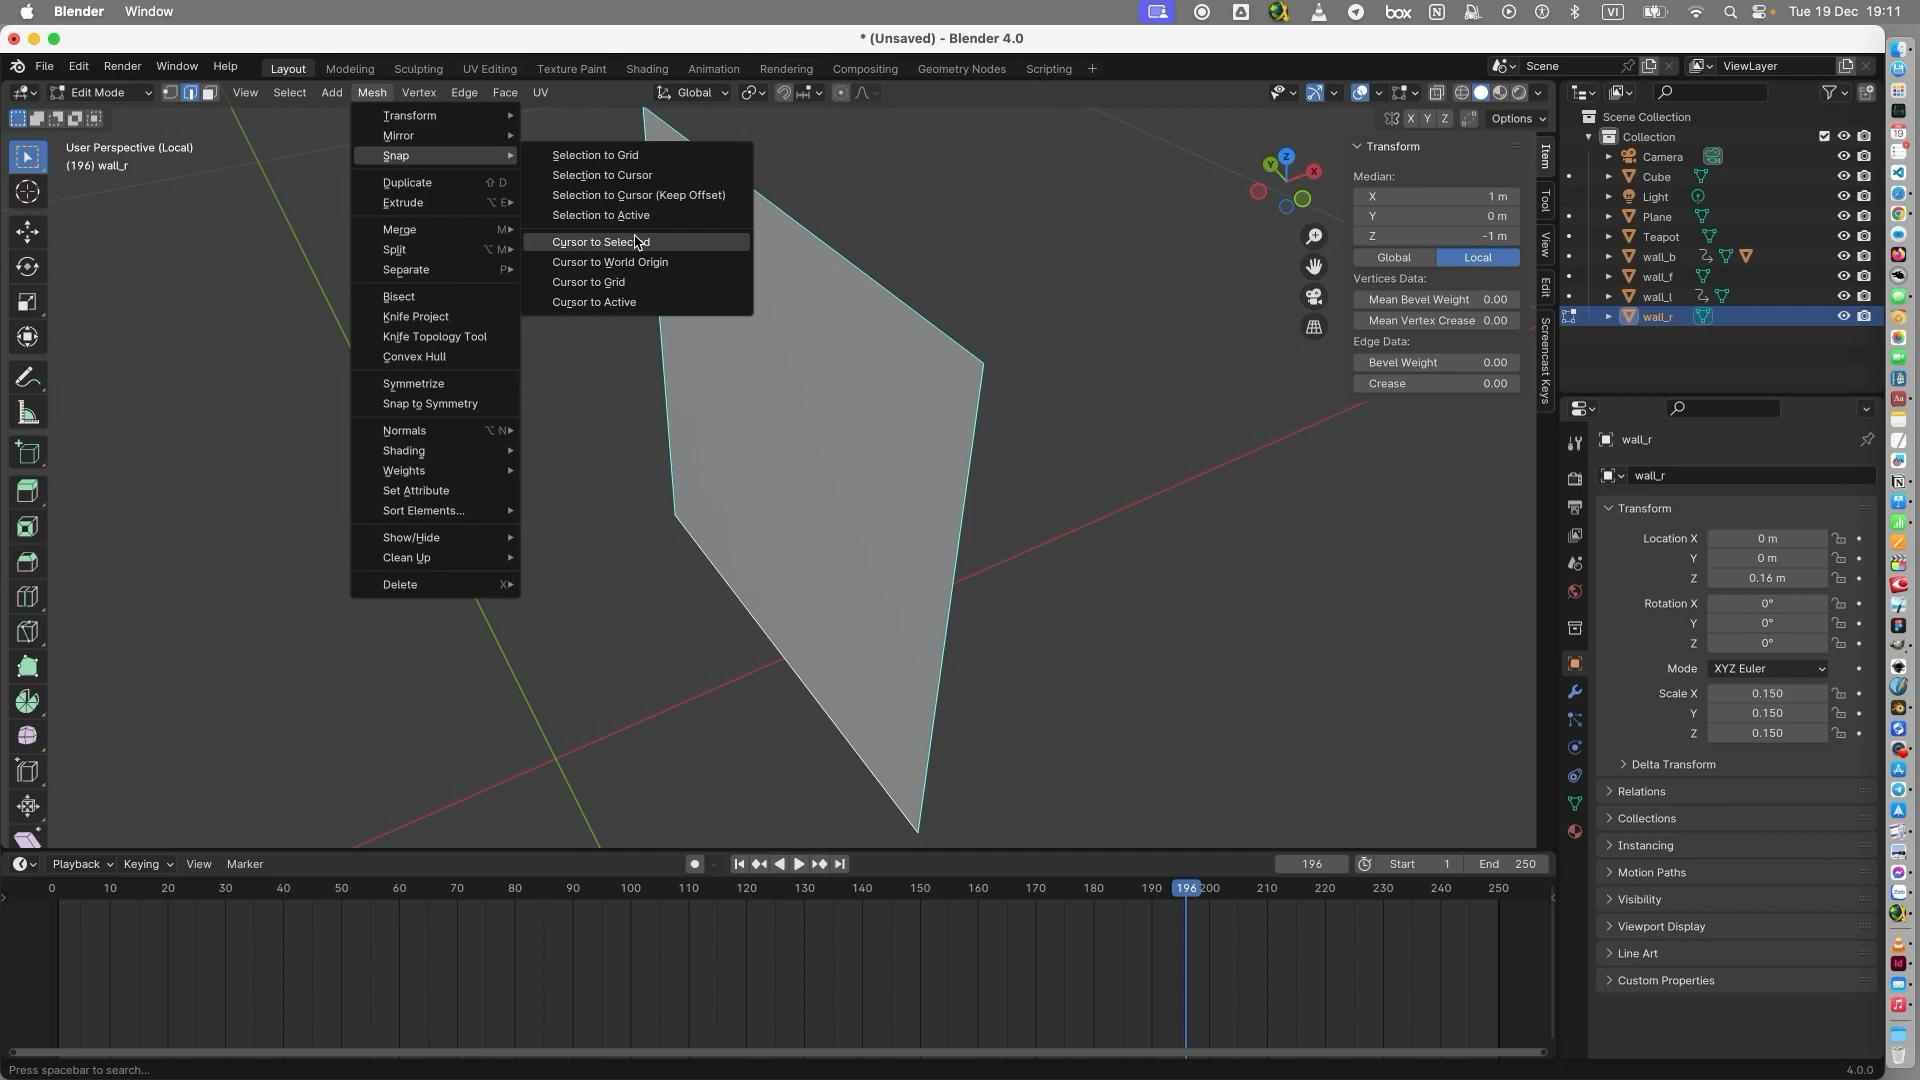 Blender Window
box N VI Tue 19 Dec 19:11
* (Unsaved) - Blender 4.0
File Edit Render Window Help Layout Modeling Sculpting UV Editing Texture Paint Shading Animation Rendering Compositing Geometry Nodes Scripting + Scene ViewLayer
Edit Mode View Select Add Mesh Vertex Edge Face UV Global
X Y Z Options
User Perspective (Local)
(196) wall_r
Transform
Mirror
Snap
Duplicate ⇧ D
Extrude ⌥ E
Merge M
Split ⌥ M
Separate P
Bisect
Knife Project
Knife Topology Tool
Convex Hull
Symmetrize
Snap to Symmetry
Normals ⌥ N
Shading
Weights
Set Attribute
Sort Elements...
Show/Hide
Clean Up
Delete X
Selection to Grid
Selection to Cursor
Selection to Cursor (Keep Offset)
Selection to Active
Cursor to Selected
Cursor to World Origin
Cursor to Grid
Cursor to Active
Z
Y
X
Transform
Median:
X 1 m
Y 0 m
Z -1 m
Global Local
Vertices Data:
Mean Bevel Weight 0.00
Mean Vertex Crease 0.00
Edge Data:
Bevel Weight 0.00
Crease 0.00
Item
Tool
View
Edit
Screencast Keys
Scene Collection
Collection
Camera
Cube
Light
Plane
Teapot
wall_b
wall_f
wall_l
wall_r
wall_r
wall_r
Transform
Location X 0 m
Y 0 m
Z 0.16 m
Rotation X 0°
Y 0°
Z 0°
Mode XYZ Euler
Scale X 0.150
Y 0.150
Z 0.150
Delta Transform
Relations
Collections
Instancing
Motion Paths
Visibility
Viewport Display
Line Art
Custom Properties
Playback Keying View Marker 196 Start 1 End 250
0 10 20 30 40 50 60 70 80 90 100 110 120 130 140 150 160 170 180 190 196 200 210 220 230 240 250
Press spacebar to search... 4.0.0